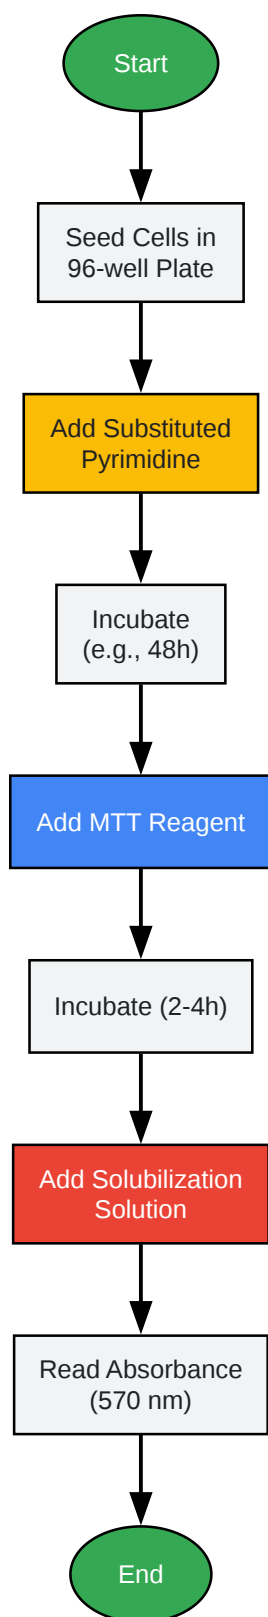 Start
Seed Cells in
96-well Plate
Add Substituted
Pyrimidine
Incubate
(e.g., 48h)
Add MTT Reagent
Incubate (2-4h)
Add Solubilization
Solution
Read Absorbance
(570 nm)
End